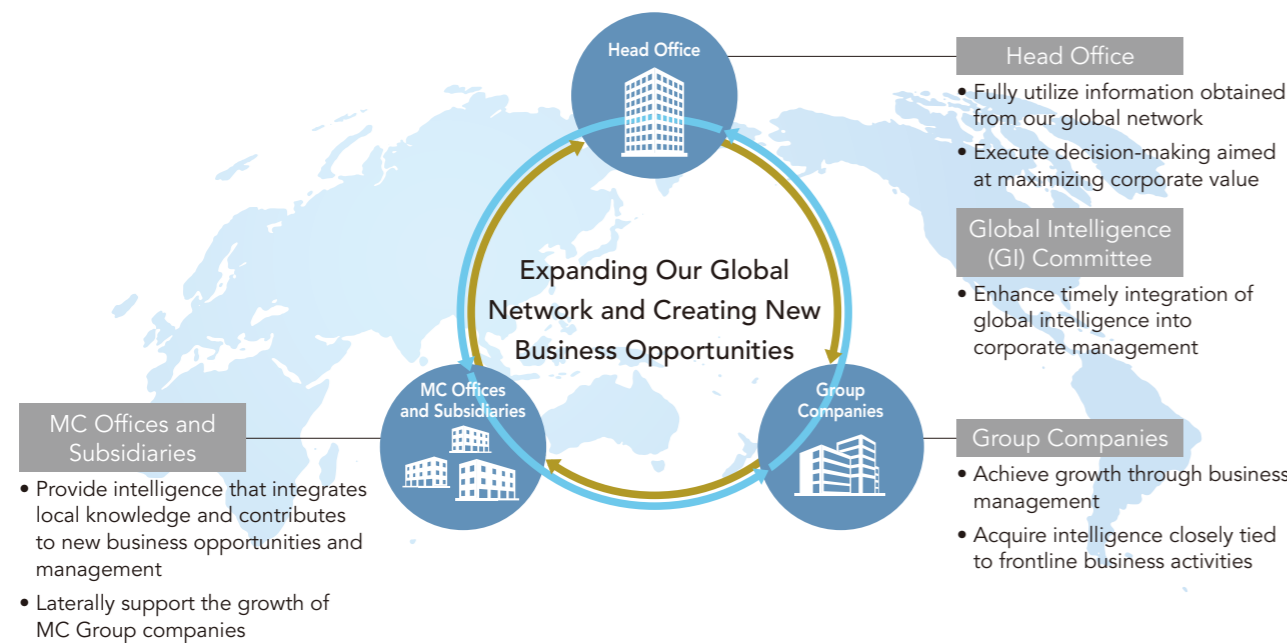 Head Office
Head Office
• Fully utilize information obtained
from our global network
• Execute decision-making aimed
at maximizing corporate value
Global Intelligence
(GI) Committee
• Enhance timely integration of
global intelligence into
corporate management
Expanding Our Global
Network and Creating New
Business Opportunities
MC Offices
and Subsidiaries
Group
Companies
MC Offices and
Subsidiaries
• Provide intelligence that integrates
local knowledge and contributes
to new business opportunities and
management
• Laterally support the growth of
MC Group companies
Group Companies
• Achieve growth through business
management
• Acquire intelligence closely tied
to frontline business activities